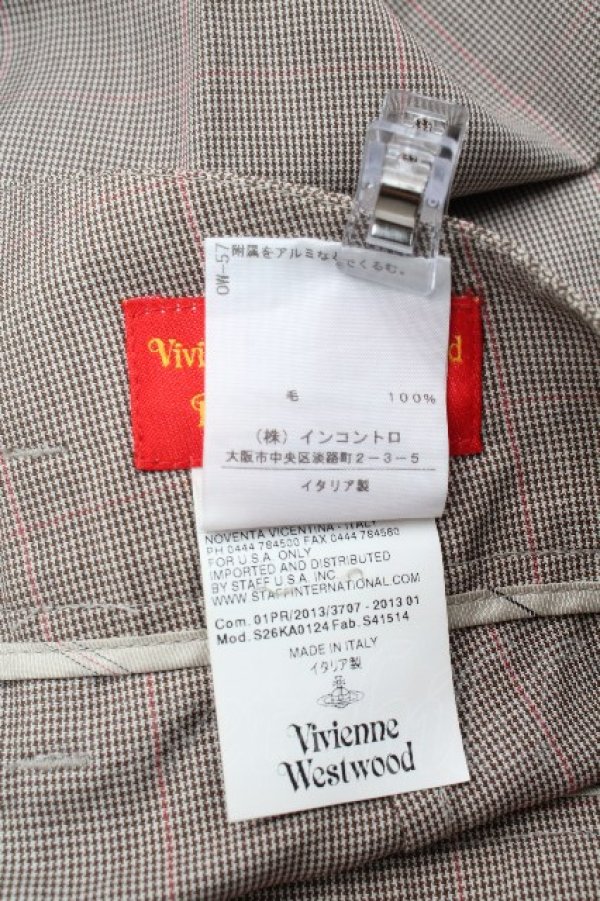 OW-57
附属をアルミな でくるむ。
毛 100%
(株) インコントロ
大阪市中央区淡路町2-3-5
イタリア製
NOVENTA VICENTINA - ITALY
PH 0444 784500 FAX 0444 784560
FOR U.S.A. ONLY
IMPORTED AND DISTRIBUTED
BY STAFF U.S.A. INC
WWW.STAFFINTERNATIONAL.COM
Com. 01PR/2013/3707 - 2013 01
Mod. S26KA0124 Fab. S41514
MADE IN ITALY
イタリア製
Vivienne
Westwood